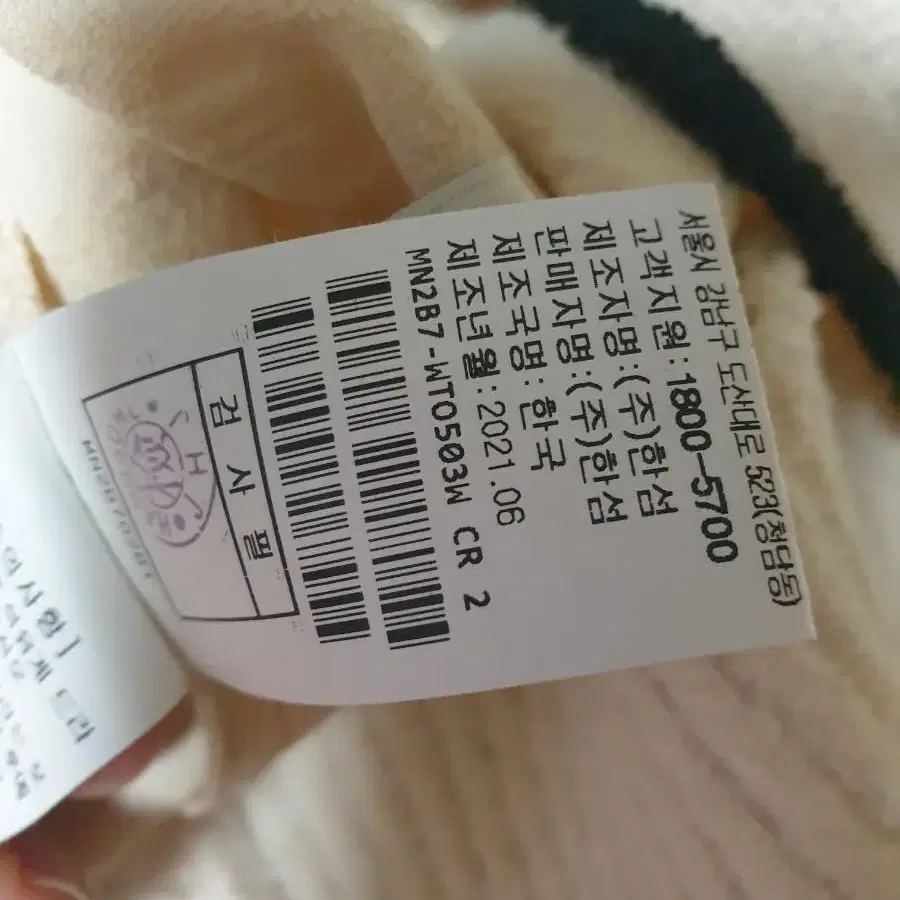 서울시 강남구 도산대로 523(청담동)
고객지원:1800-5700
제조자명:(주)한섬
판매자명:(주)한섬
제조국명:한국
제조년월:2021.06
MN2B7-WTO503W CR 2
검사필